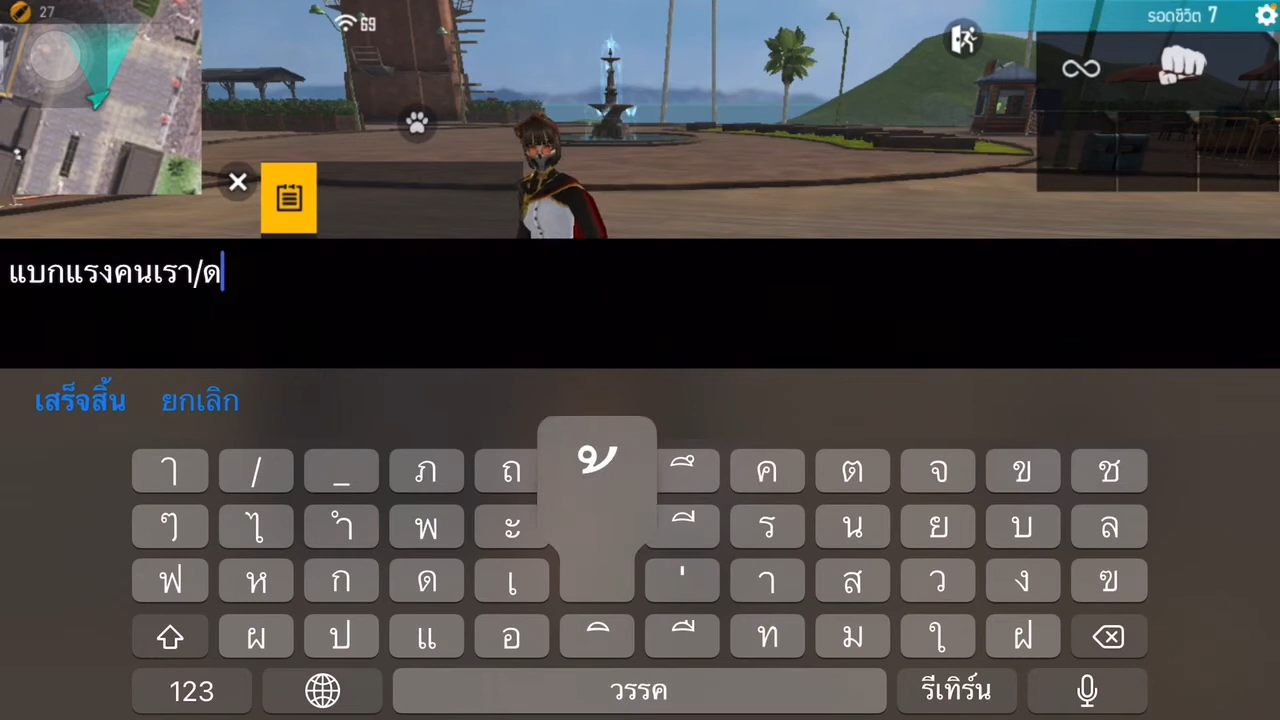 27
69
รอดชีวิต 7
แบกแรงคนเรา/ด
เสร็จสิ้น ยกเลิก
ๅ / _ ภ ถ ้ ึ ค ต จ ข ช
ๆ ไ ำ พ ะ ี ร น ย บ ล
ฟ ห ก ด เ ่ า ส ว ง ฃ
ผ ป แ อ ิ ื ท ม ใ ฝ
123 วรรค รีเทิร์น